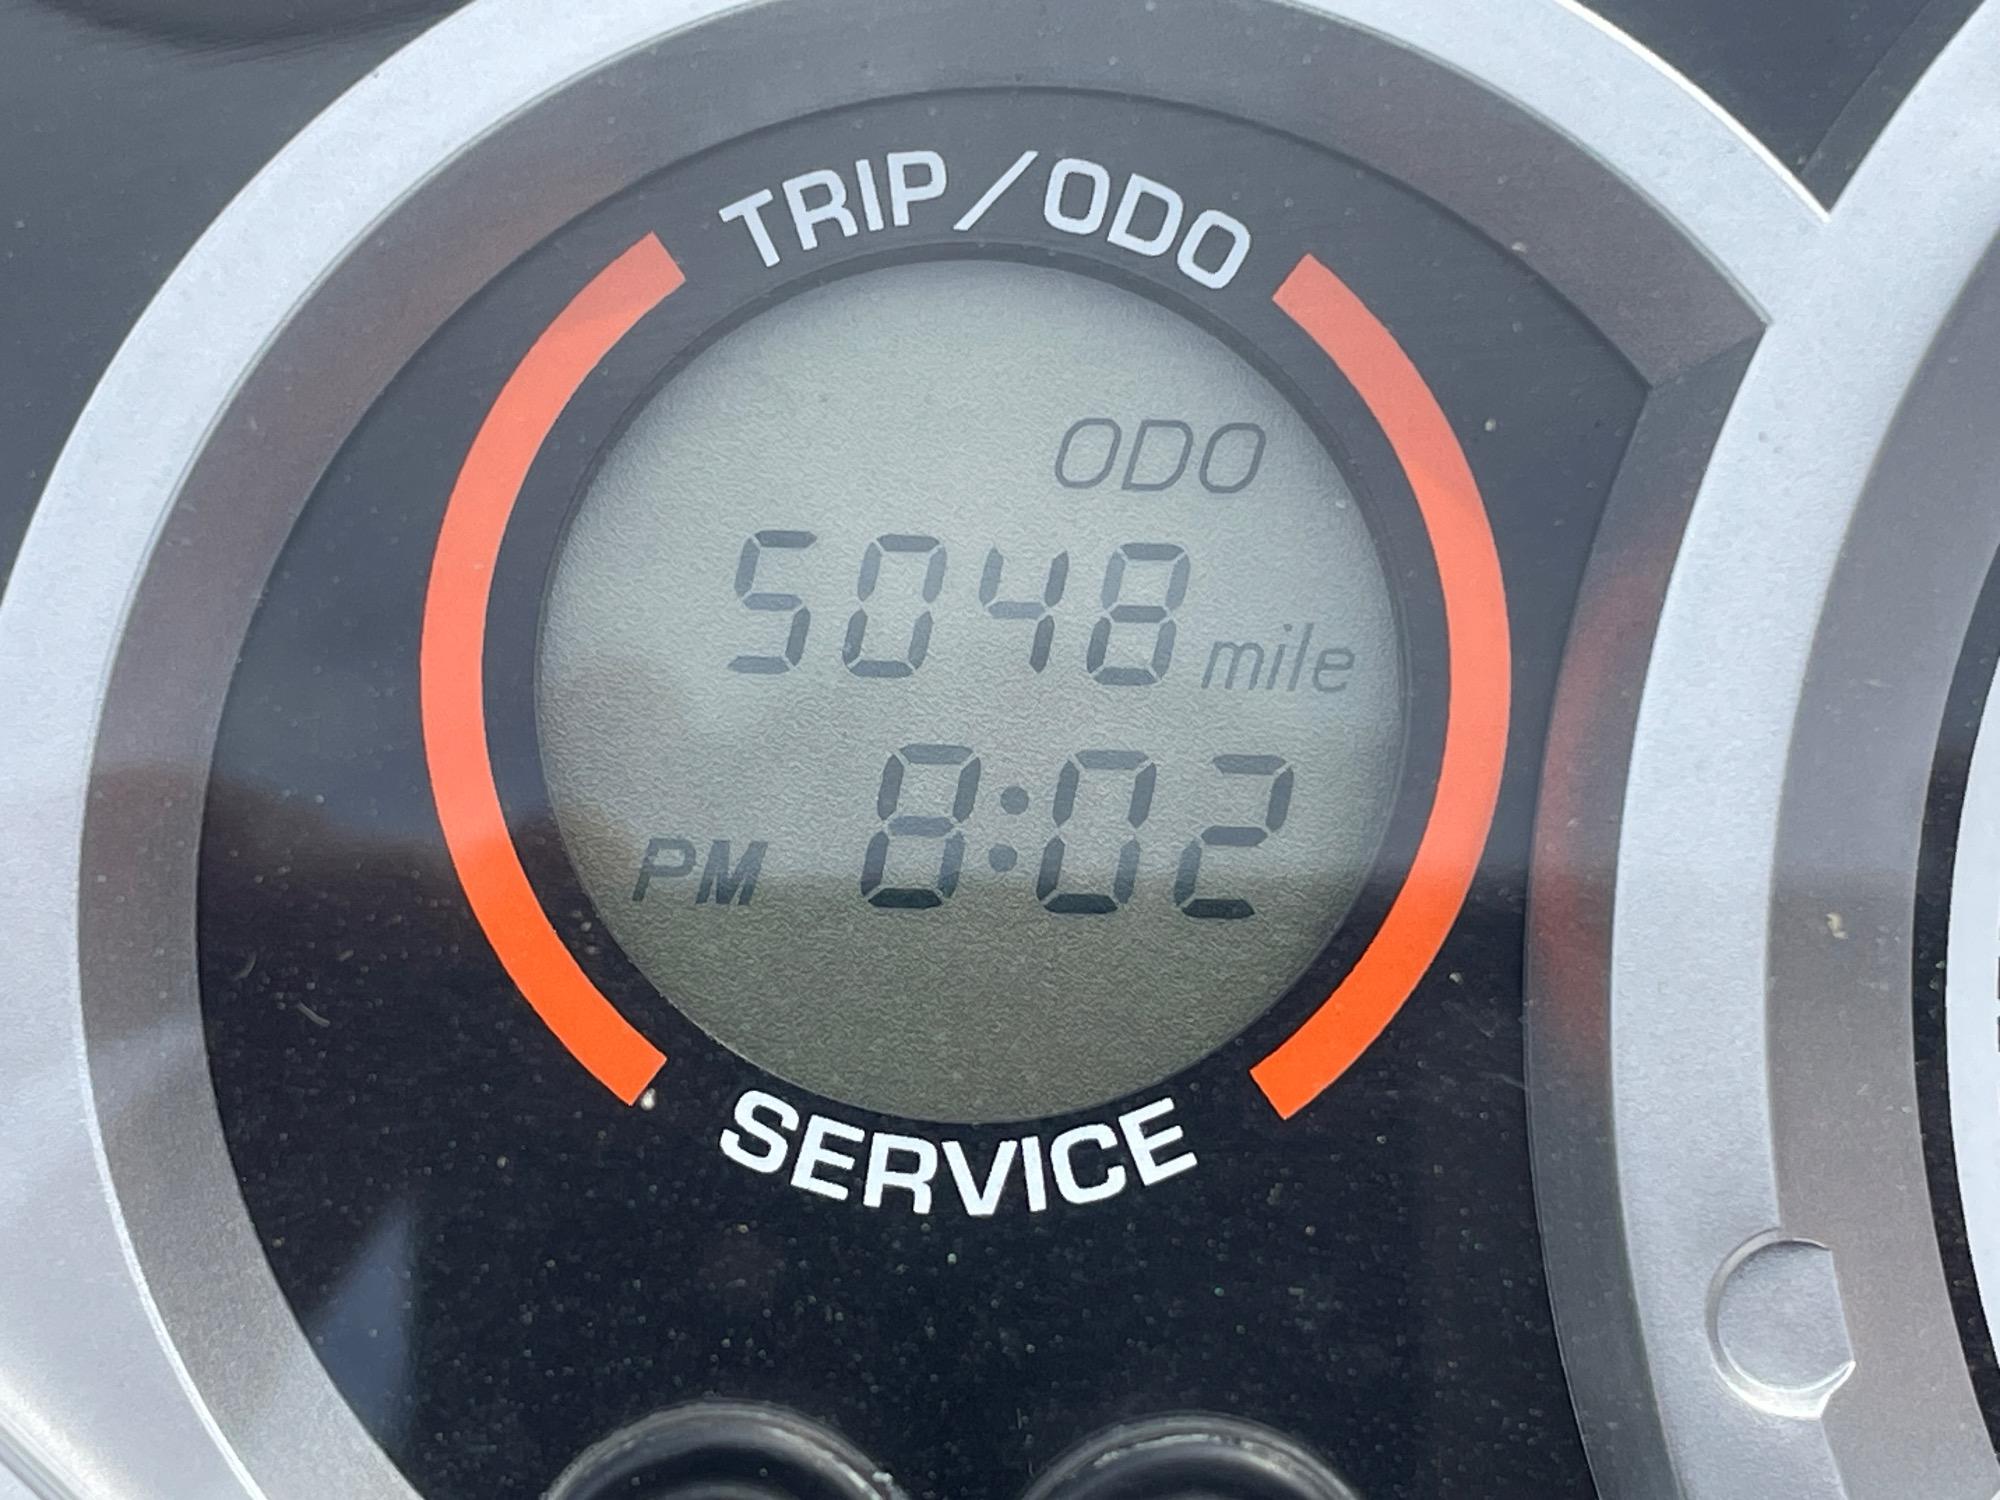 TRIP/ODO
ODO
5048 mile
PM 8:02
SERVICE